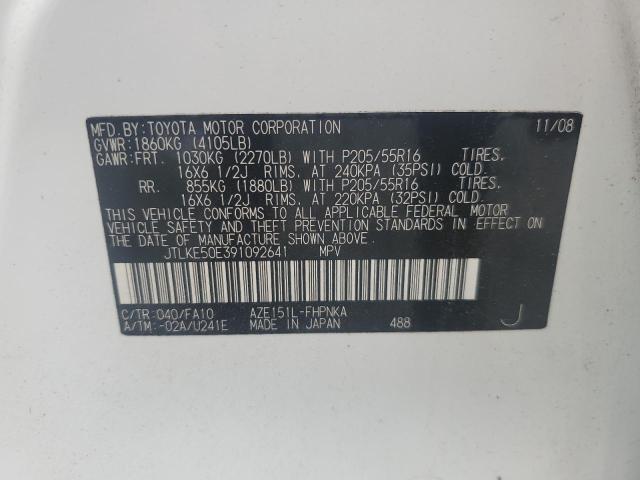 MFD. BY: TOYOTA MOTOR CORPORATION 11/08
GVWR: 1860KG (4105LB)
GAWR: FRT. 1030KG (2270LB) WITH P205/55R16 TIRES.
16X6 1/2J RIMS. AT 240KPA (35PSI) COLD.
RR. 855KG (1880LB) WITH P205/55R16 TIRES.
16X6 1/2J RIMS. AT 220KPA (32PSI) COLD.
THIS VEHICLE CONFORMS TO ALL APPLICABLE FEDERAL MOTOR
VEHICLE SAFETY AND THEFT PREVENTION STANDARDS IN EFFECT ON
THE DATE OF MANUFACTURE SHOWN ABOVE.
JTLKE50E391092641 MPV
C/TR: 040/FA10 AZE151L-FHPNKA
A/TM: -02A/U241E MADE IN JAPAN 488 J